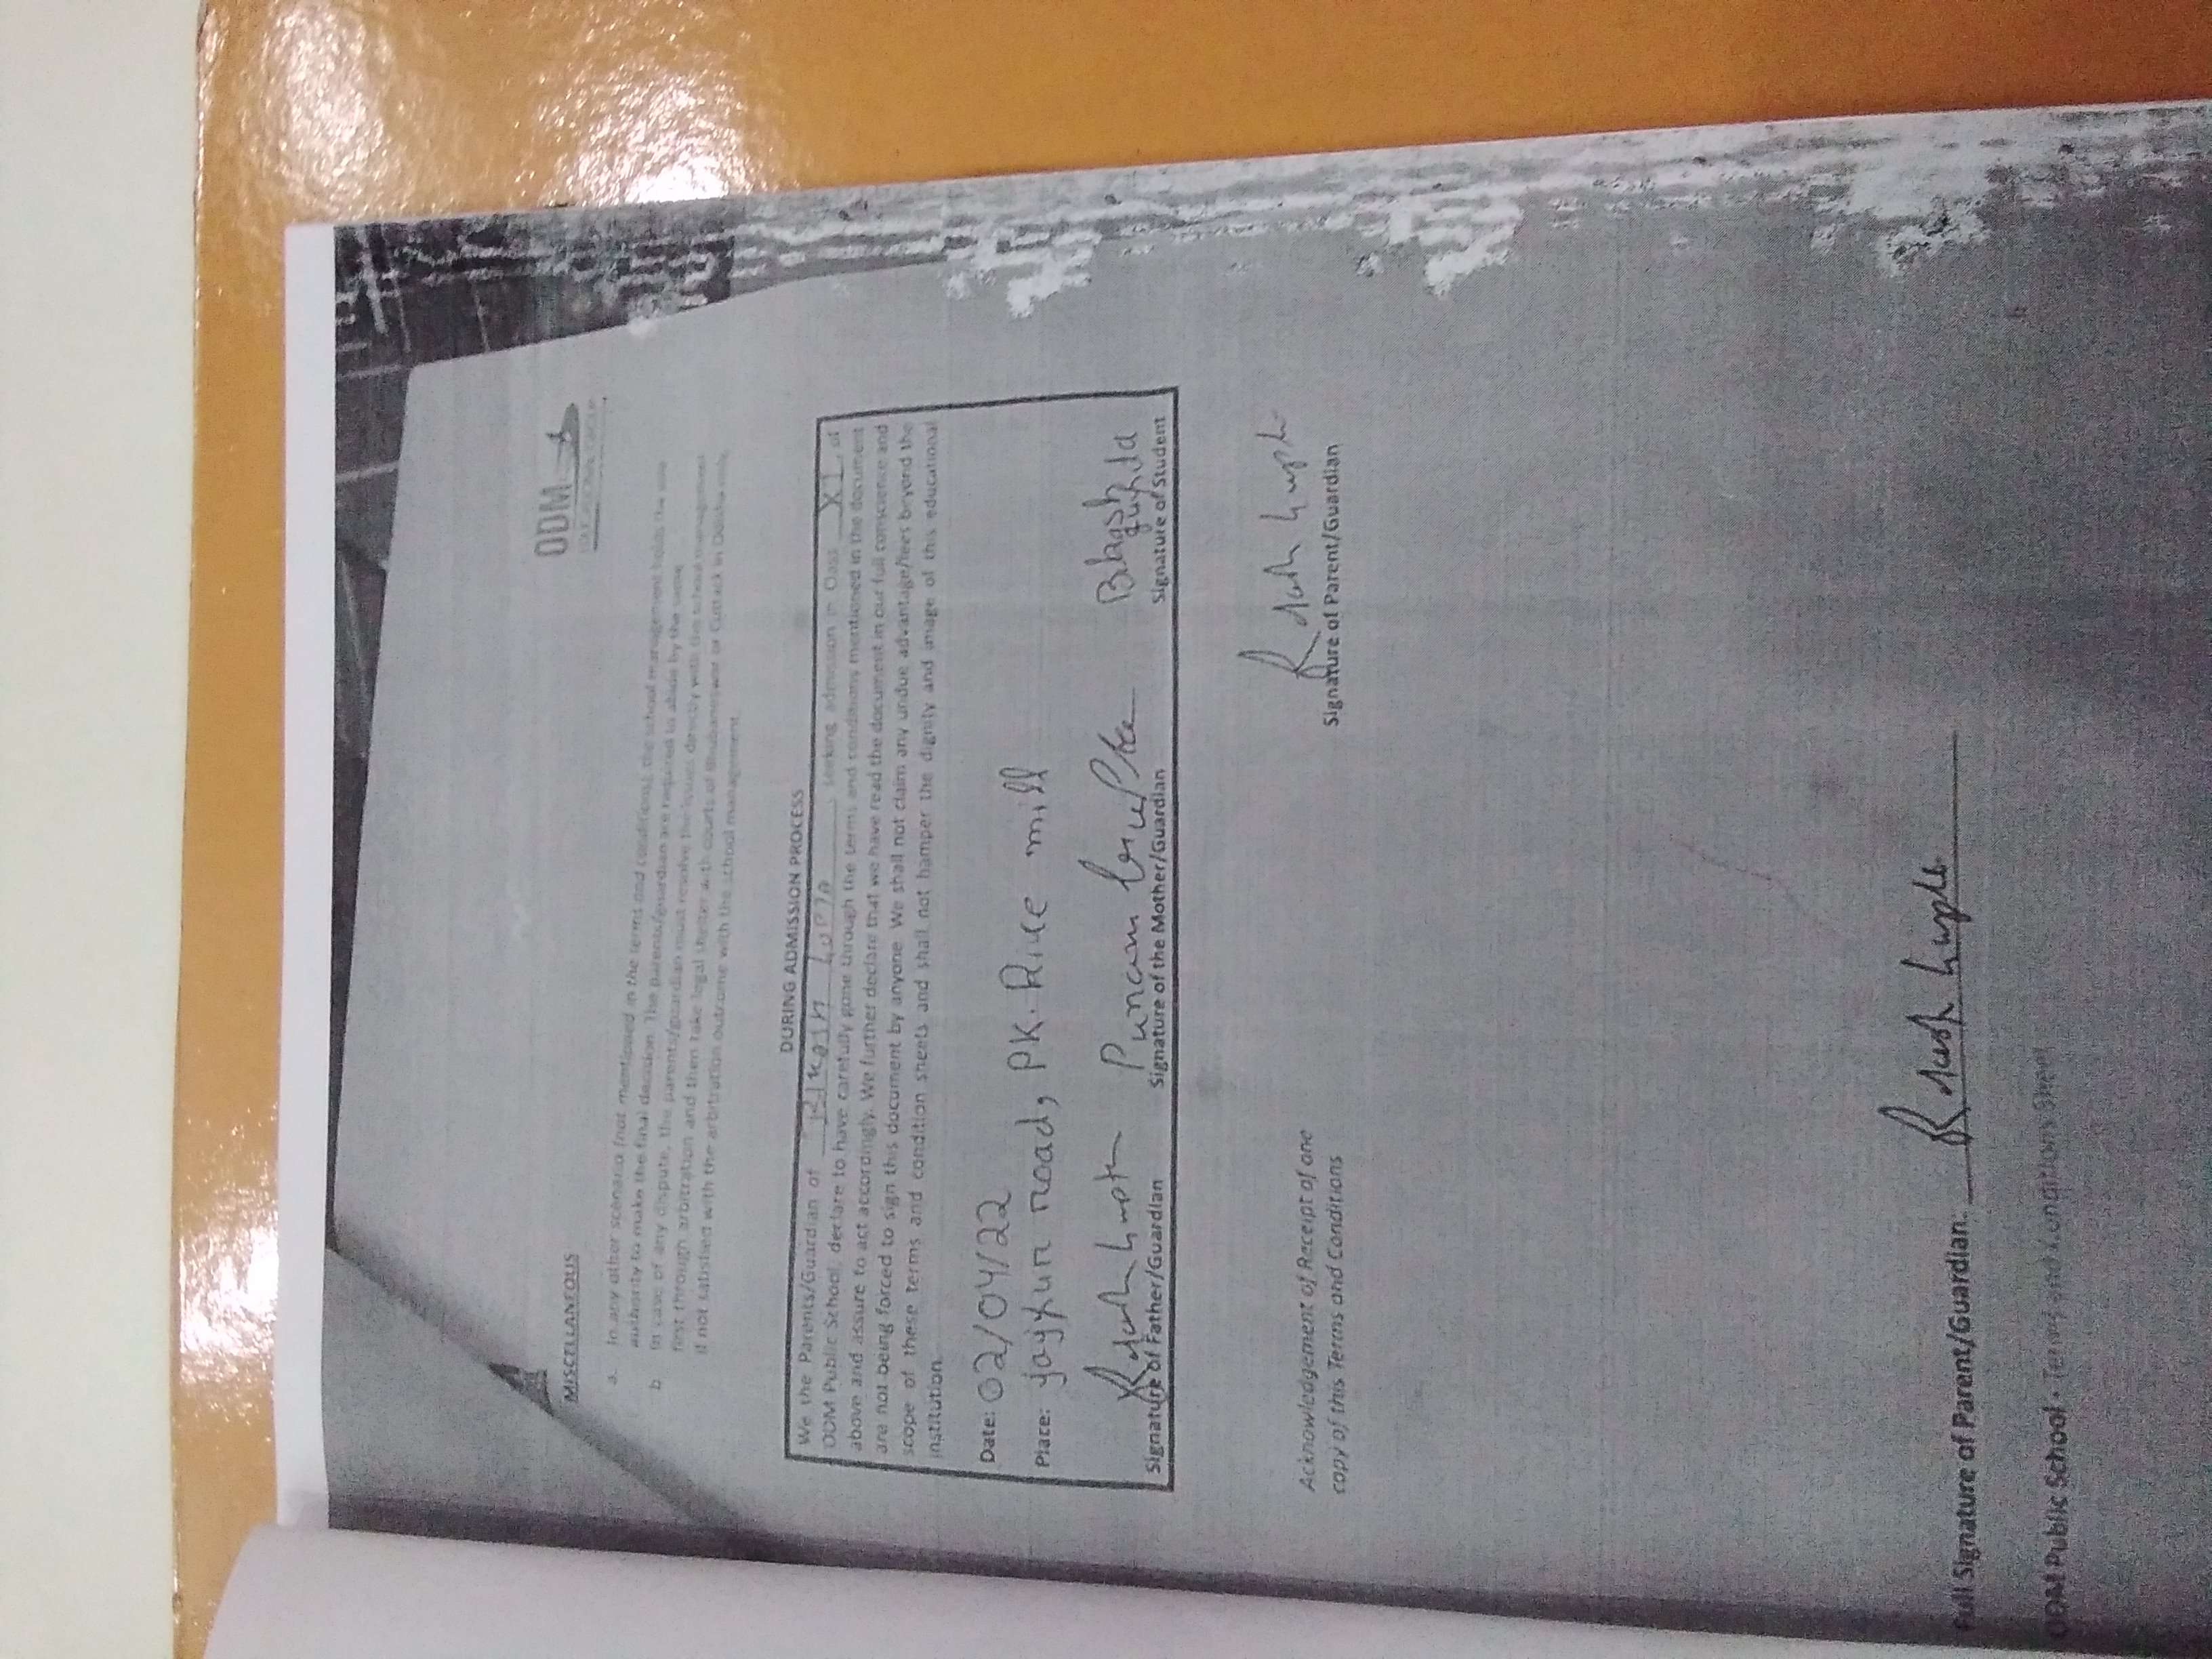 ODM
MISCELLANEOUS
a. In any other scenario (not mentioned in the terms and conditions), the school management holds the sole
authority to make the final decision. The parents/guardian are required to abide by the same.
b In case of any dispute, the parents/guardian must resolve the issues directly with the school management
first through arbitration and then take legal shelter with courts of Bhubaneswar or Cuttack in Odisha only,
if not satisfied with the arbitration outcome with the school management.
DURING ADMISSION PROCESS
We the Parents/Guardian of seeking admission in Class XI of
ODM Public School, declare to have carefully gone through the terms and conditions mentioned in the document
above and assure to act accordingly. We further declare that we have read the document in our full conscience and
are not being forced to sign this document by anyone. We shall not claim any undue advantage/fees beyond the
scope of these terms and condition sheets and shall not hamper the dignity and image of this educational
institution.
Date: 02/04/22
Place: jaypur road, PK. Rice mill
Punam
Signature of Father/Guardian Signature of the Mother/Guardian Signature of Student
Acknowledgement of Receipt of one
copy of this Terms and Conditions
Signature of Parent/Guardian
Full Signature of Parent/Guardian:
ODM Public School • Terms and Conditions Sheet